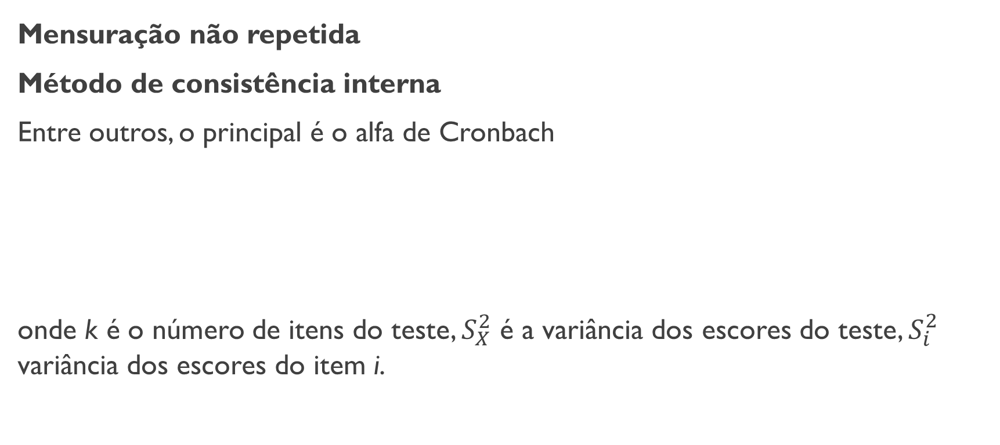 Mensuração não repetida
Método de consistência interna
Entre outros, o principal é o alfa de Cronbach
onde k é o número de itens do teste, $S_X^2$ é a variância dos escores do teste, $S_i^2$
variância dos escores do item i.